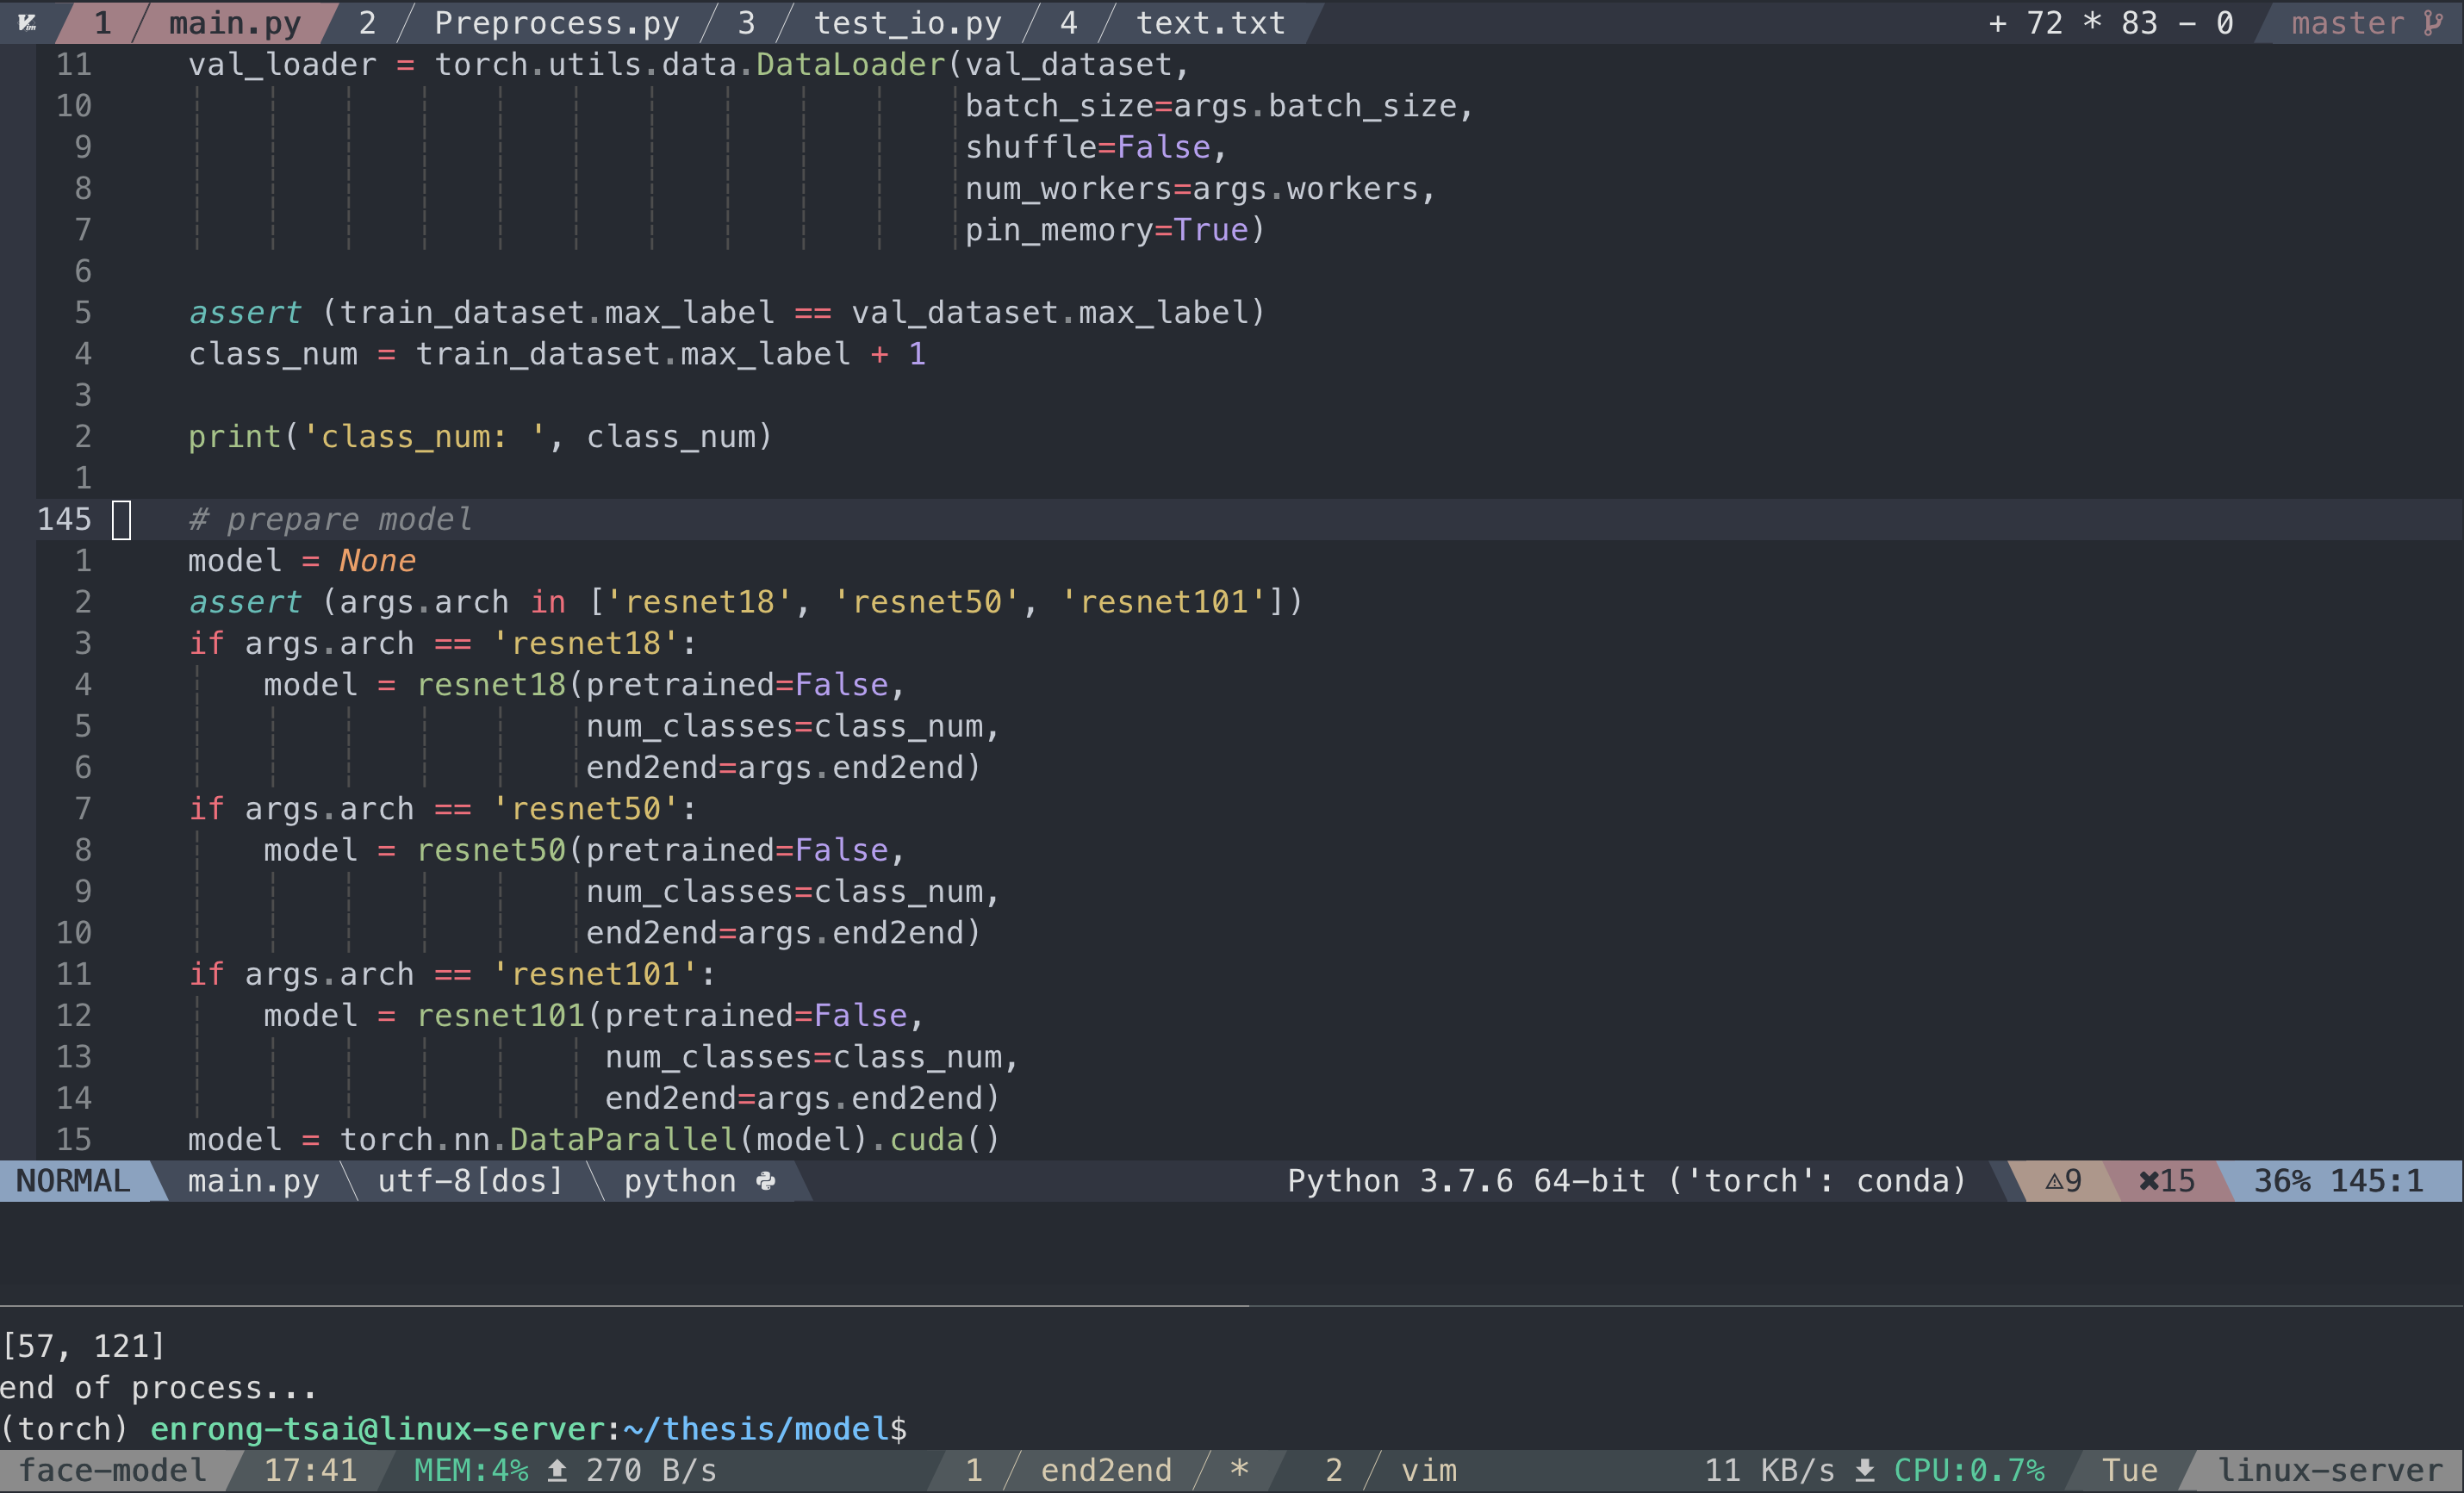 1 main.py 2 Preprocess.py 3 test_io.py 4 text.txt + 72 * 83 - 0 master
11 val_loader = torch.utils.data.DataLoader(val_dataset,
10 batch_size=args.batch_size,
9 shuffle=False,
8 num_workers=args.workers,
7 pin_memory=True)
6
5 assert (train_dataset.max_label == val_dataset.max_label)
4 class_num = train_dataset.max_label + 1
3
2 print('class_num: ', class_num)
1
145 # prepare model
1 model = None
2 assert (args.arch in ['resnet18', 'resnet50', 'resnet101'])
3 if args.arch == 'resnet18':
4 model = resnet18(pretrained=False,
5 num_classes=class_num,
6 end2end=args.end2end)
7 if args.arch == 'resnet50':
8 model = resnet50(pretrained=False,
9 num_classes=class_num,
10 end2end=args.end2end)
11 if args.arch == 'resnet101':
12 model = resnet101(pretrained=False,
13 num_classes=class_num,
14 end2end=args.end2end)
15 model = torch.nn.DataParallel(model).cuda()
NORMAL main.py utf-8[dos] python Python 3.7.6 64-bit ('torch': conda) ⚠9 ✖15 36% 145:1
[57, 121]
end of process...
(torch) enrong-tsai@linux-server:~/thesis/model$
face-model 17:41 MEM:4% 270 B/s 1 end2end * 2 vim 11 KB/s CPU:0.7% Tue linux-server